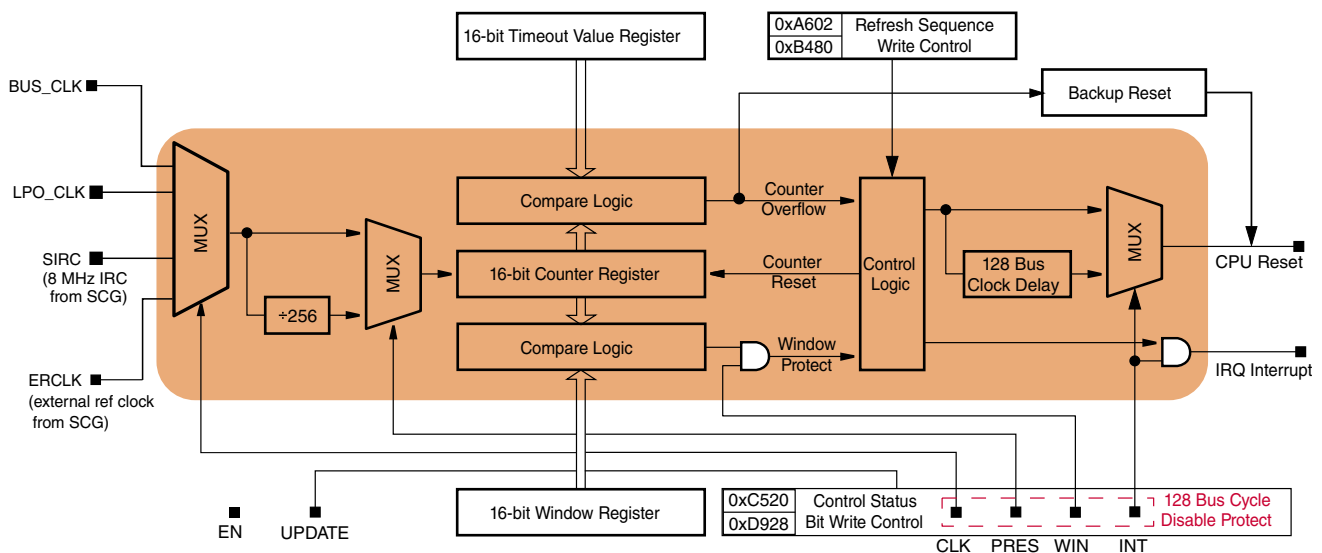 16-bit Timeout Value Register
0xA602
0xB480
Refresh Sequence
Write Control
BUS_CLK
Backup Reset
LPO_CLK
MUX
Compare Logic
Counter
Overflow
MUX
SIRC
(8 MHz IRC
from SCG)
MUX
16-bit Counter Register
Counter
Reset
Control
Logic
128 Bus
Clock Delay
CPU Reset
÷256
Compare Logic
Window
Protect
IRQ Interrupt
ERCLK
(external ref clock
from SCG)
EN
UPDATE
16-bit Window Register
0xC520
0xD928
Control Status
Bit Write Control
128 Bus Cycle
Disable Protect
CLK
PRES
WIN
INT